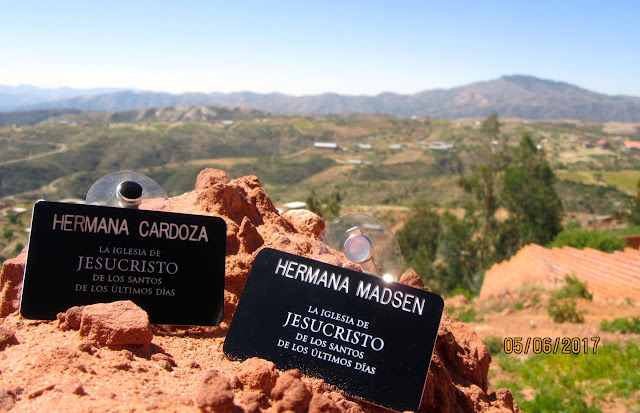 HERMANA CARDOZA
LA IGLESIA DE
JESUCRISTO
DE LOS SANTOS
DE LOS ÚLTIMOS DÍAS
HERMANA MADSEN
LA IGLESIA DE
JESUCRISTO
DE LOS SANTOS
DE LOS ÚLTIMOS DÍAS
05/06/2017